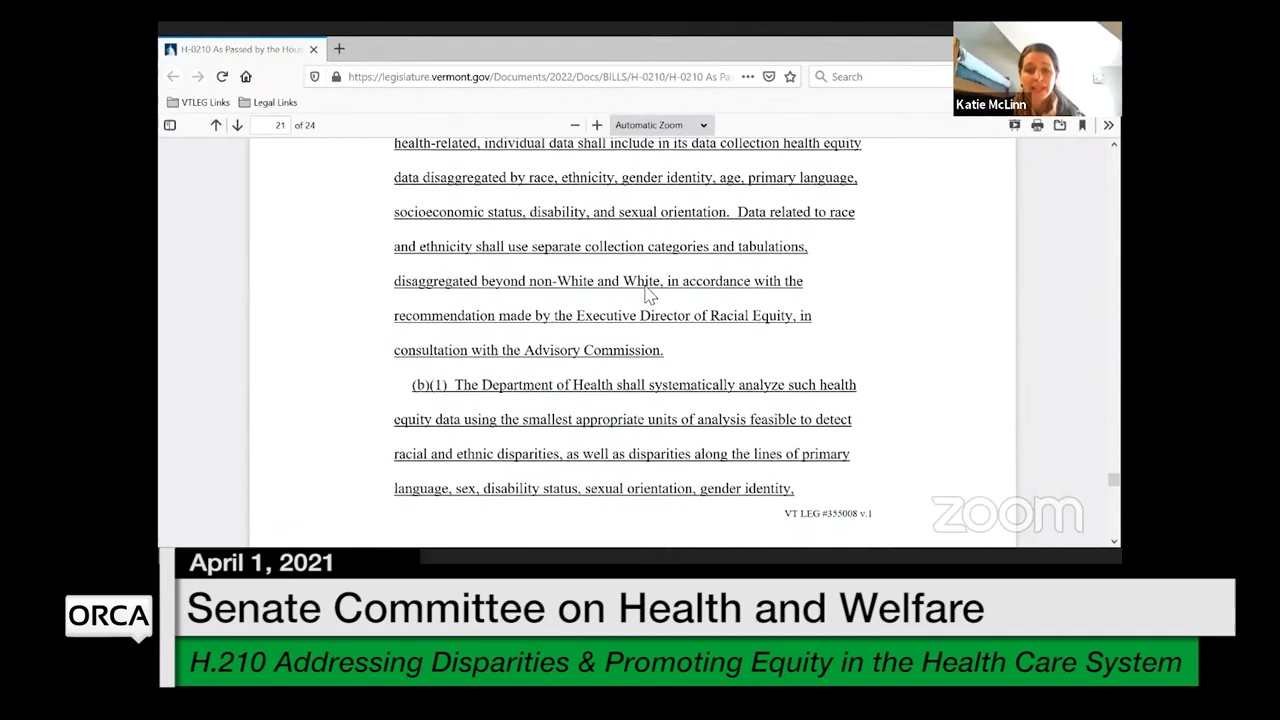 H-0210 As Passed by the Hous
https://legislature.vermont.gov/Documents/2022/Docs/BILLS/H-0210/H-0210 As Pa
Search
VTLEG Links
Legal Links
21 of 24
Automatic Zoom
Katie McLinn
health-related, individual data shall include in its data collection health equity
data disaggregated by race, ethnicity, gender identity, age, primary language,
socioeconomic status, disability, and sexual orientation. Data related to race
and ethnicity shall use separate collection categories and tabulations,
disaggregated beyond non-White and White, in accordance with the
recommendation made by the Executive Director of Racial Equity, in
consultation with the Advisory Commission.
(b)(1) The Department of Health shall systematically analyze such health
equity data using the smallest appropriate units of analysis feasible to detect
racial and ethnic disparities, as well as disparities along the lines of primary
language, sex, disability status, sexual orientation, gender identity,
VT LEG #355008 v.1
zoom
April 1, 2021
ORCA
Senate Committee on Health and Welfare
H.210 Addressing Disparities & Promoting Equity in the Health Care System